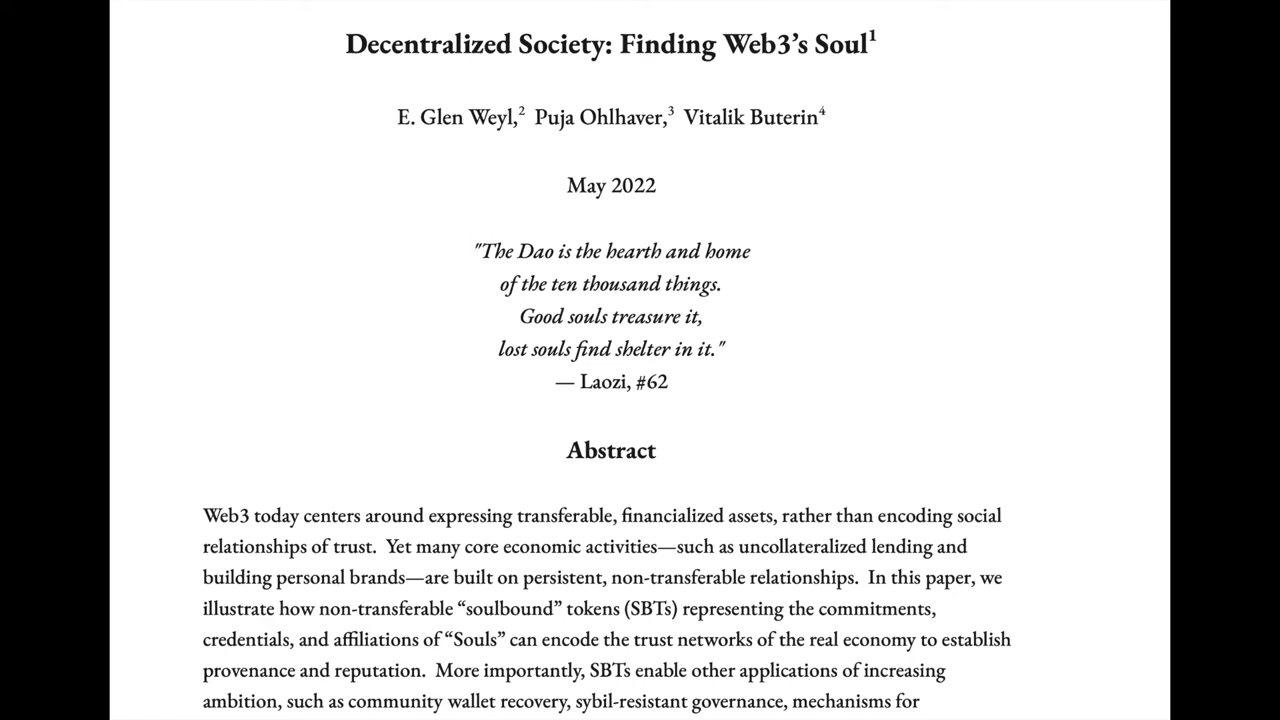 Decentralized Society: Finding Web3’s Soul¹
E. Glen Weyl,² Puja Ohlhaver,³ Vitalik Buterin⁴
May 2022
"The Dao is the hearth and home
of the ten thousand things.
Good souls treasure it,
lost souls find shelter in it."
— Laozi, #62
Abstract
Web3 today centers around expressing transferable, financialized assets, rather than encoding social
relationships of trust. Yet many core economic activities—such as uncollateralized lending and
building personal brands—are built on persistent, non-transferable relationships. In this paper, we
illustrate how non-transferable “soulbound” tokens (SBTs) representing the commitments,
credentials, and affiliations of “Souls” can encode the trust networks of the real economy to establish
provenance and reputation. More importantly, SBTs enable other applications of increasing
ambition, such as community wallet recovery, sybil-resistant governance, mechanisms for